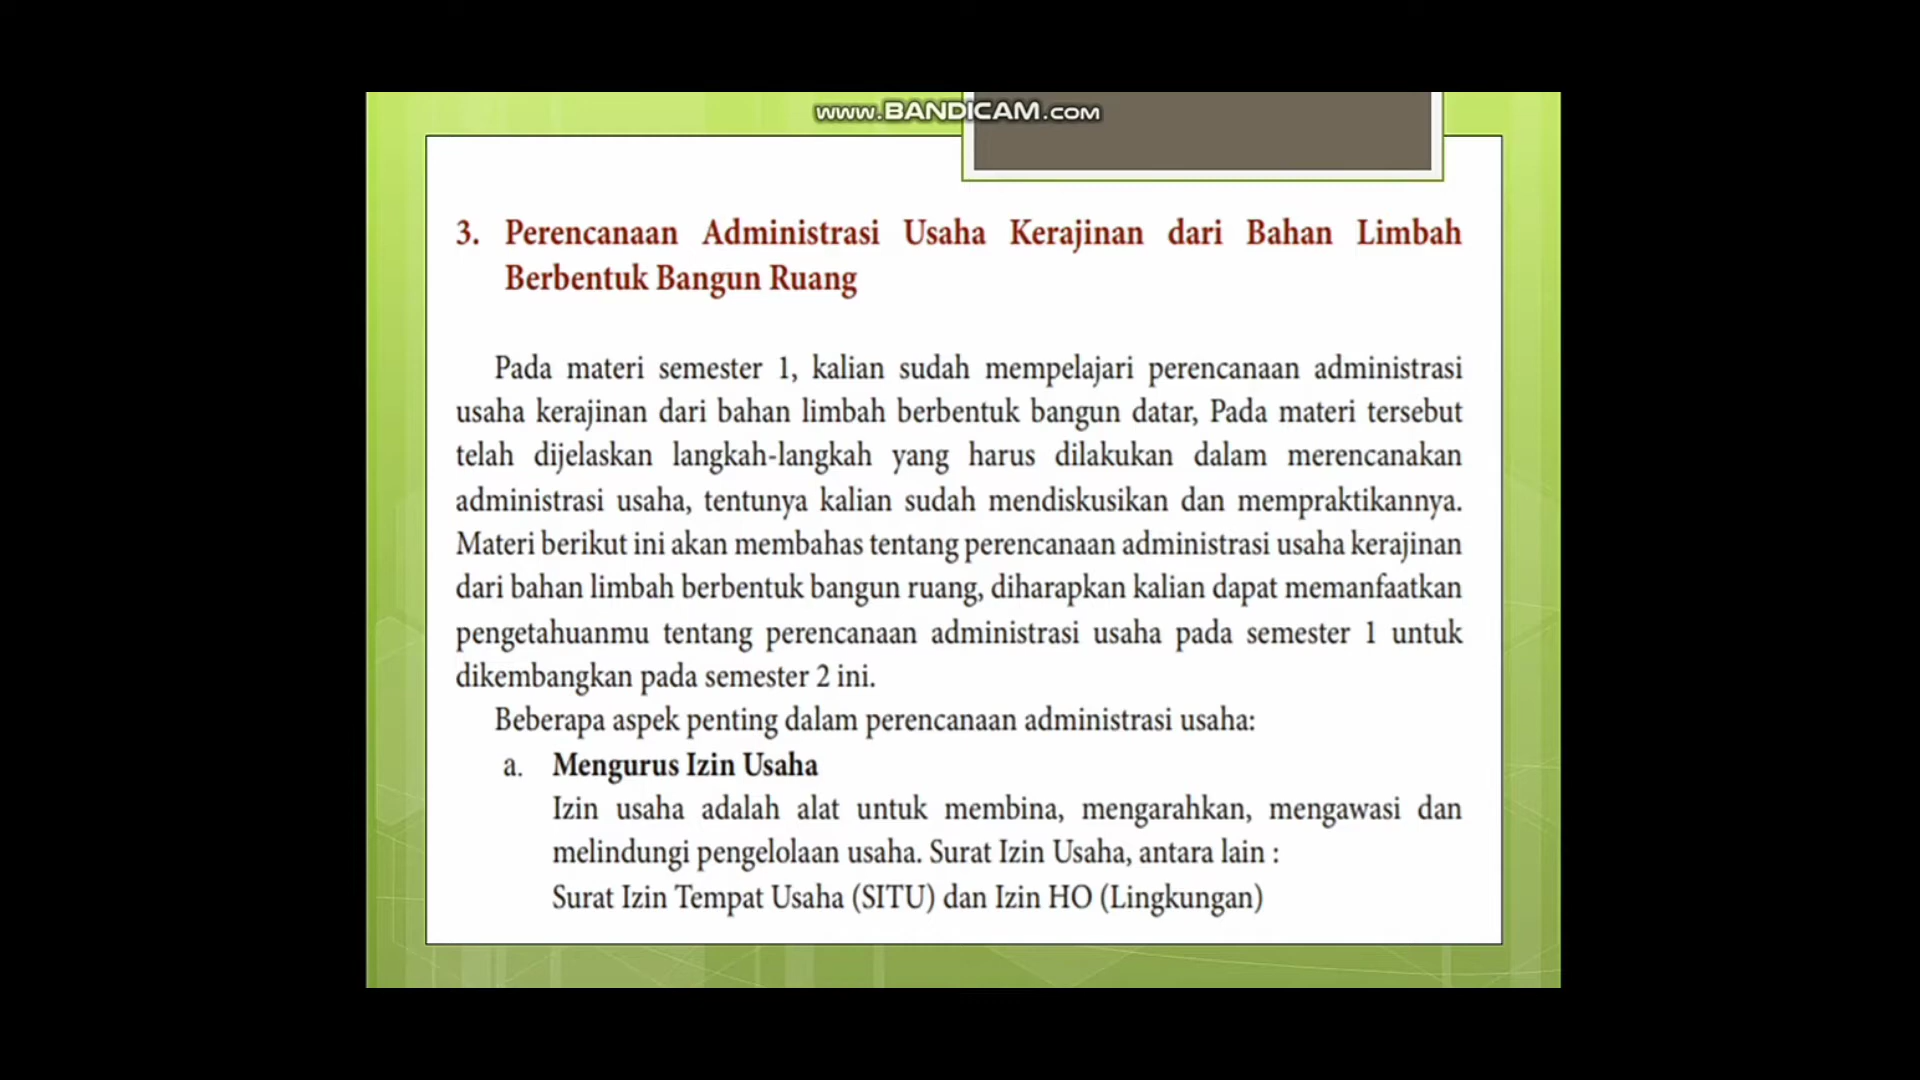 www.BANDICAM.com
3. Perencanaan Administrasi Usaha Kerajinan dari Bahan Limbah
Berbentuk Bangun Ruang
Pada materi semester 1, kalian sudah mempelajari perencanaan administrasi
usaha kerajinan dari bahan limbah berbentuk bangun datar, Pada materi tersebut
telah dijelaskan langkah-langkah yang harus dilakukan dalam merencanakan
administrasi usaha, tentunya kalian sudah mendiskusikan dan mempraktikannya.
Materi berikut ini akan membahas tentang perencanaan administrasi usaha kerajinan
dari bahan limbah berbentuk bangun ruang, diharapkan kalian dapat memanfaatkan
pengetahuanmu tentang perencanaan administrasi usaha pada semester 1 untuk
dikembangkan pada semester 2 ini.
Beberapa aspek penting dalam perencanaan administrasi usaha:
a. Mengurus Izin Usaha
Izin usaha adalah alat untuk membina, mengarahkan, mengawasi dan
melindungi pengelolaan usaha. Surat Izin Usaha, antara lain :
Surat Izin Tempat Usaha (SITU) dan Izin HO (Lingkungan)